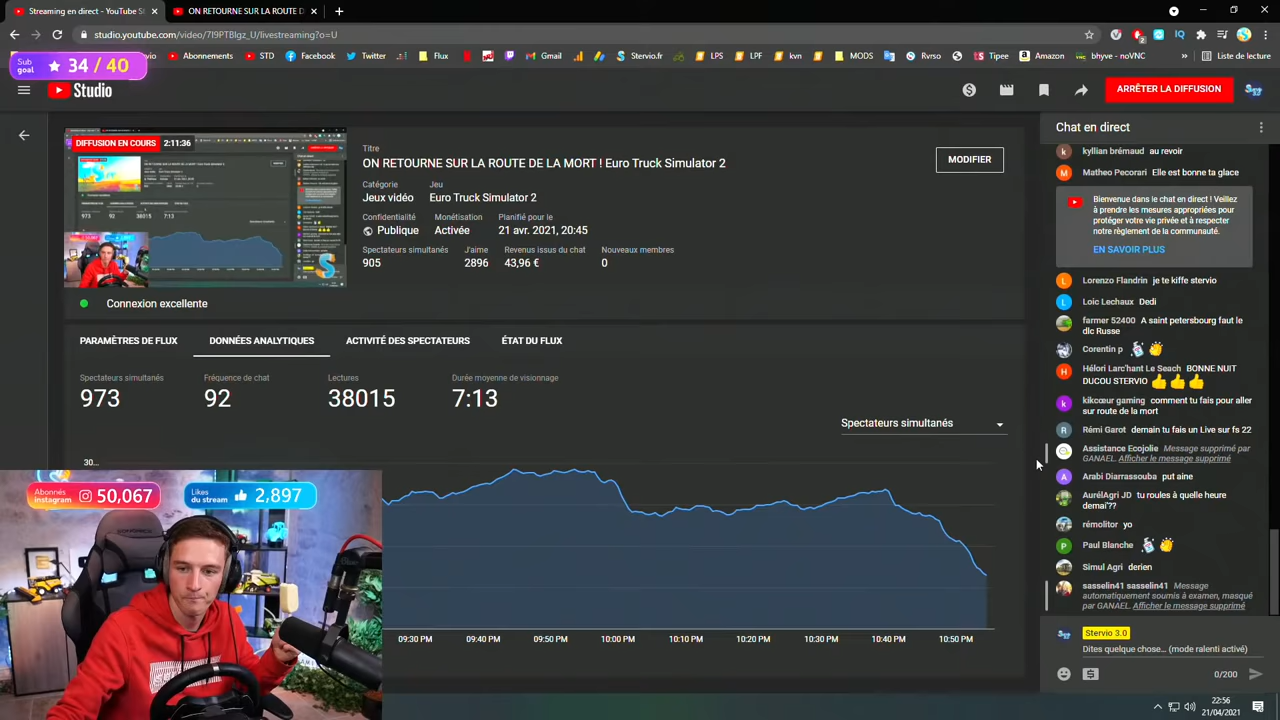 Streaming en direct - YouTube S
ON RETOURNE SUR LA ROUTE D
studio.youtube.com/video/7I9PTBlgz_U/livestreaming?o=U
Abonnements
STD
Facebook
Twitter
Flux
Gmail
Stervio.fr
LPS
LPF
kvn
MODS
Rvrso
Tipee
Amazon
bhyve - noVNC
Liste de lecture
Sub
goal
34 / 40
Studio
ARRÊTER LA DIFFUSION
DIFFUSION EN COURS 2:11:36
Titre
ON RETOURNE SUR LA ROUTE DE LA MORT ! Euro Truck Simulator 2
MODIFIER
Catégorie
Jeu
Jeux vidéo
Euro Truck Simulator 2
Confidentialité
Monétisation
Planifié pour le
Publique
Activée
21 avr. 2021, 20:45
Spectateurs simultanés
J'aime
Revenus issus du chat
Nouveaux membres
905
2896
43,96 €
0
973
92
38015
7:13
Connexion excellente
PARAMÈTRES DE FLUX
DONNÉES ANALYTIQUES
ACTIVITÉ DES SPECTATEURS
ÉTAT DU FLUX
Spectateurs simultanés
Fréquence de chat
Lectures
Durée moyenne de visionnage
973
92
38015
7:13
Spectateurs simultanés
30...
Abonnés
Instagram
50,067
Likes
du stream
2,897
09:30 PM
09:40 PM
09:50 PM
10:00 PM
10:10 PM
10:20 PM
10:30 PM
10:40 PM
10:50 PM
Chat en direct
kyllian brémaud au revoir
Matheo Pecorari Elle est bonne ta glace
Bienvenue dans le chat en direct ! Veillez
à prendre les mesures appropriées pour
protéger votre vie privée et à respecter
notre règlement de la communauté.
EN SAVOIR PLUS
Lorenzo Flandrin je te kiffe stervio
Loic Lechaux Dedi
farmer 52400 A saint petesbourg faut le
dlc Russe
Corentin p
Hélori Larc'hant Le Seach BONNE NUIT
DUCOU STERVIO
kikcœur gaming comment tu fais pour aller
sur route de la mort
Rémi Garot demain tu fais un Live sur fs 22
Assistance Ecojolie Message supprimé par
GANAEL. Afficher le message supprimé
Arabi Diarrassouba put aine
AurélAgri JD tu roules à quelle heure
demai'??
rémolitor yo
Paul Blanche
Simul Agri derien
sasselin41 sasselin41 Message
automatiquement soumis à examen, masqué
par GANAEL. Afficher le message supprimé
Stervio 3.0
Dites quelque chose... (mode ralenti activé)
0/200
22:56
21/04/2021